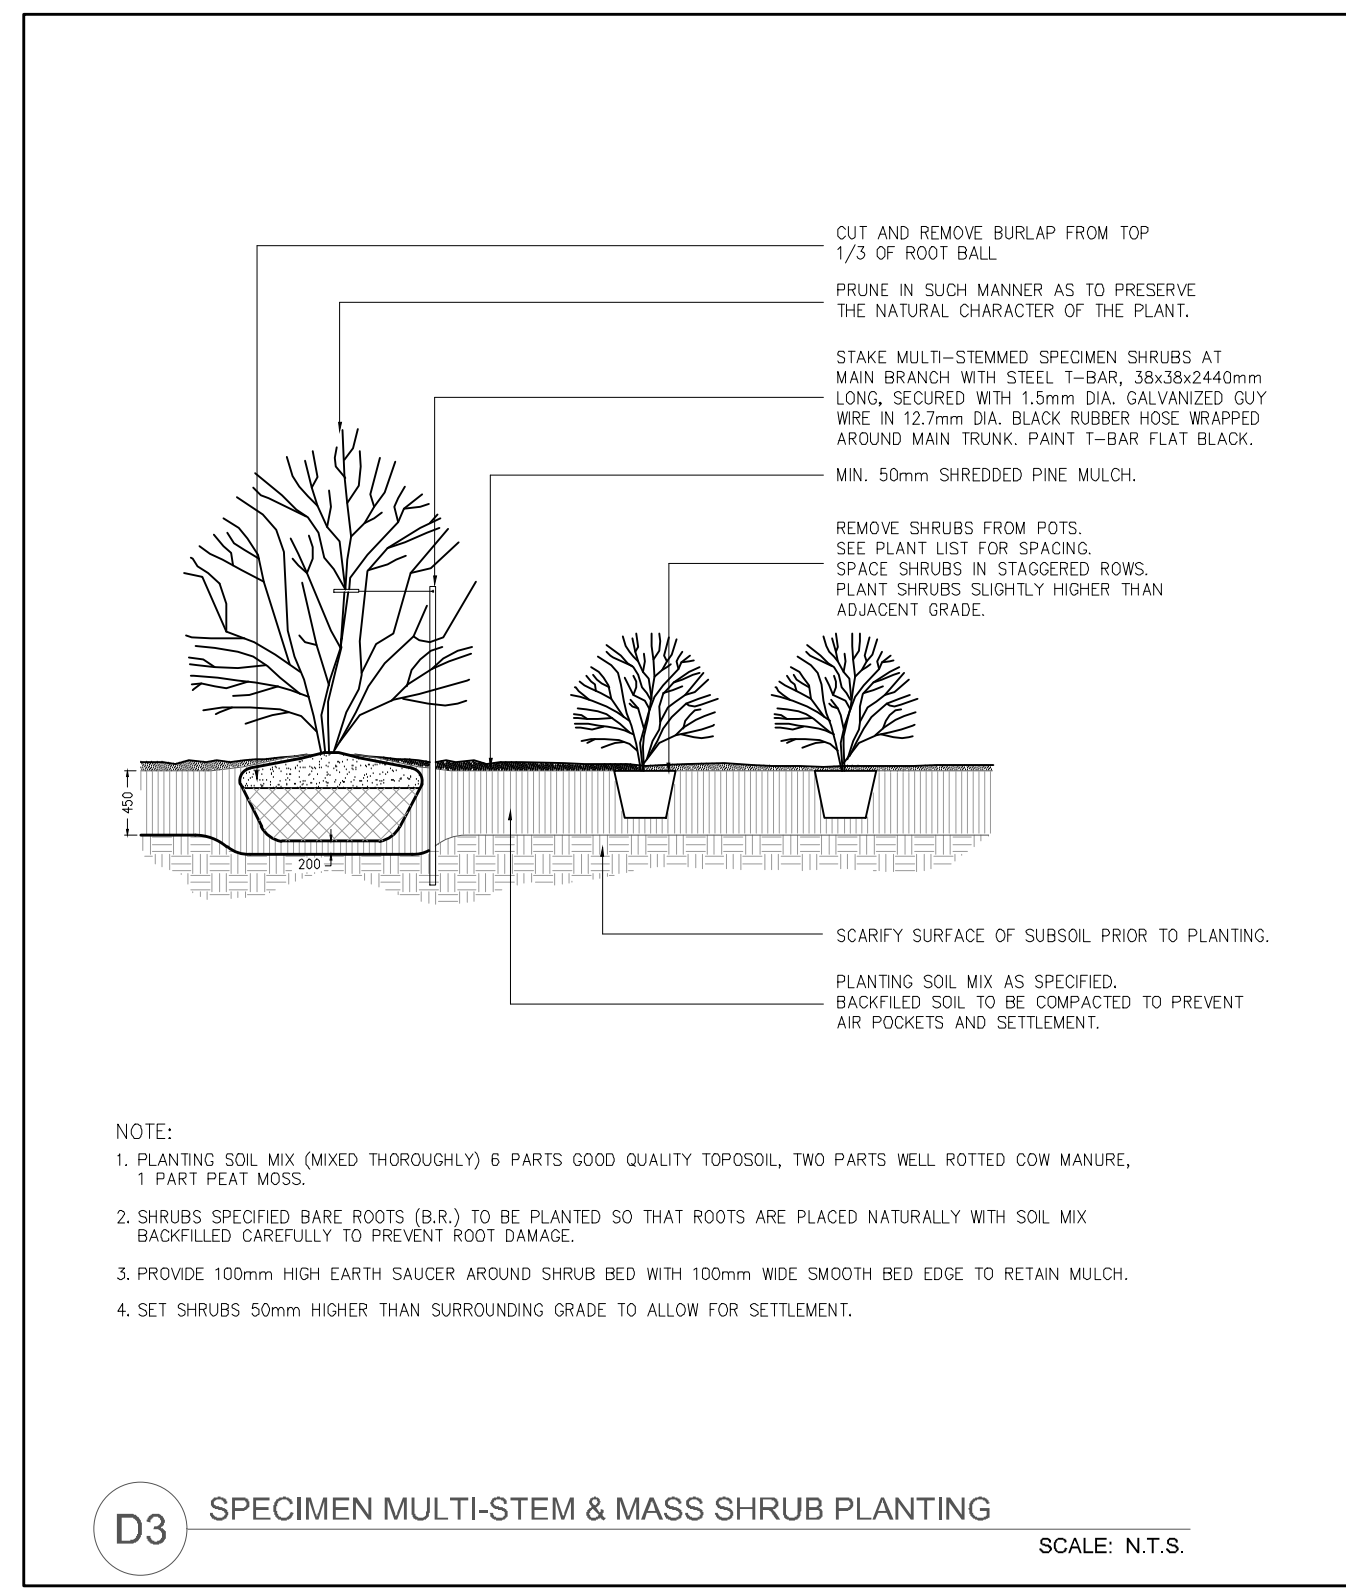 CUT AND REMOVE BURLAP FROM TOP
1/3 OF ROOT BALL
PRUNE IN SUCH MANNER AS TO PRESERVE
THE NATURAL CHARACTER OF THE PLANT.
STAKE MULTI-STEMMED SPECIMEN SHRUBS AT
MAIN BRANCH WITH STEEL T-BAR, 38x38x2440mm
LONG, SECURED WITH 1.5mm DIA. GALVANIZED GUY
WIRE IN 12.7mm DIA. BLACK RUBBER HOSE WRAPPED
AROUND MAIN TRUNK. PAINT T-BAR FLAT BLACK.
MIN. 50mm SHREDDED PINE MULCH.
REMOVE SHRUBS FROM POTS.
SEE PLANT LIST FOR SPACING.
SPACE SHRUBS IN STAGGERED ROWS.
PLANT SHRUBS SLIGHTLY HIGHER THAN
ADJACENT GRADE.
450
200
SCARIFY SURFACE OF SUBSOIL PRIOR TO PLANTING.
PLANTING SOIL MIX AS SPECIFIED.
BACKFILED SOIL TO BE COMPACTED TO PREVENT
AIR POCKETS AND SETTLEMENT.
NOTE:
1. PLANTING SOIL MIX (MIXED THOROUGHLY) 6 PARTS GOOD QUALITY TOPOSOIL, TWO PARTS WELL ROTTED COW MANURE,
1 PART PEAT MOSS.
2. SHRUBS SPECIFIED BARE ROOTS (B.R.) TO BE PLANTED SO THAT ROOTS ARE PLACED NATURALLY WITH SOIL MIX
BACKFILLED CAREFULLY TO PREVENT ROOT DAMAGE.
3. PROVIDE 100mm HIGH EARTH SAUCER AROUND SHRUB BED WITH 100mm WIDE SMOOTH BED EDGE TO RETAIN MULCH.
4. SET SHRUBS 50mm HIGHER THAN SURROUNDING GRADE TO ALLOW FOR SETTLEMENT.
D3
SPECIMEN MULTI-STEM & MASS SHRUB PLANTING
SCALE: N.T.S.